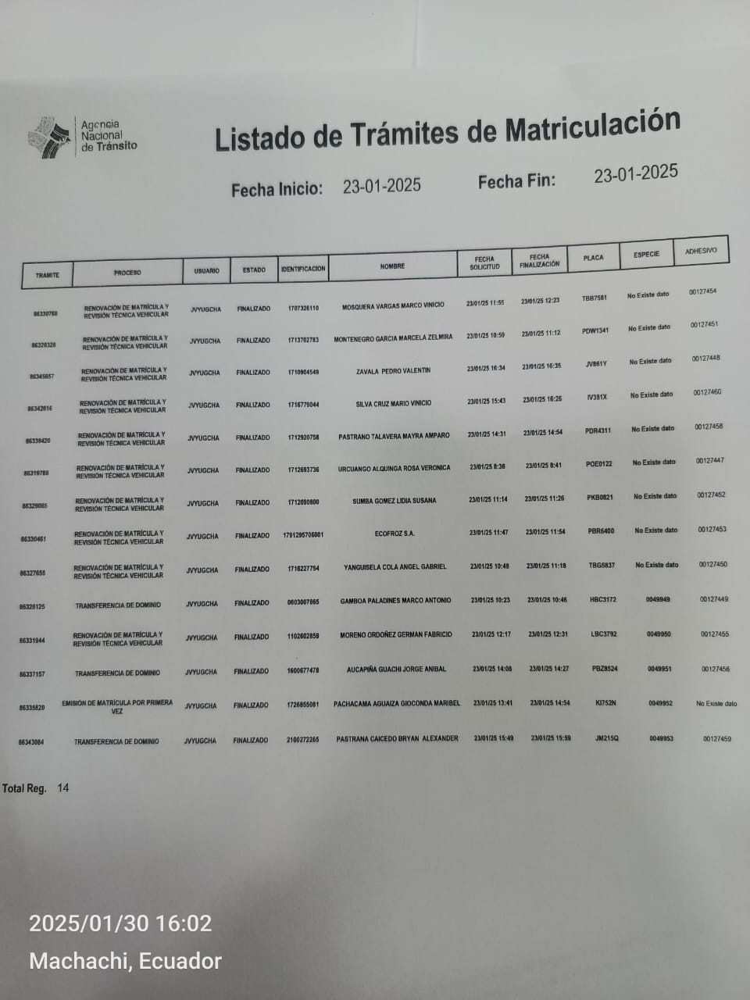 Agencia
Nacional
de Tránsito
Listado de Trámites de Matriculación
Fecha Inicio: 23-01-2025 Fecha Fin: 23-01-2025
TRAMITE PROCESO USUARIO ESTADO IDENTIFICACION NOMBRE FECHA SOLICITUD FECHA FINALIZACIÓN PLACA ESPECIE ADHESIVO
86330768 RENOVACIÓN DE MATRÍCULA Y REVISIÓN TÉCNICA VEHICULAR JVYUGCHA FINALIZADO 1707326110 MOSQUERA VARGAS MARCO VINICIO 23/01/25 11:55 23/01/25 12:23 TBB7581 No Existe dato 00127454
86328328 RENOVACIÓN DE MATRÍCULA Y REVISIÓN TÉCNICA VEHICULAR JVYUGCHA FINALIZADO 1713702783 MONTENEGRO GARCIA MARCELA ZELMIRA 23/01/25 10:59 23/01/25 11:12 PDW1341 No Existe dato 00127451
86345657 RENOVACIÓN DE MATRÍCULA Y REVISIÓN TÉCNICA VEHICULAR JVYUGCHA FINALIZADO 1710904549 ZAVALA PEDRO VALENTIN 23/01/25 16:34 23/01/25 16:35 JV861Y No Existe dato 00127448
86342616 RENOVACIÓN DE MATRÍCULA Y REVISIÓN TÉCNICA VEHICULAR JVYUGCHA FINALIZADO 1716779044 SILVA CRUZ MARIO VINICIO 23/01/25 15:43 23/01/25 16:26 IV381X No Existe dato 00127460
86338420 RENOVACIÓN DE MATRÍCULA Y REVISIÓN TÉCNICA VEHICULAR JVYUGCHA FINALIZADO 1712920758 PASTRANO TALAVERA MAYRA AMPARO 23/01/25 14:31 23/01/25 14:54 PDR4311 No Existe dato 00127458
86319788 RENOVACIÓN DE MATRÍCULA Y REVISIÓN TÉCNICA VEHICULAR JVYUGCHA FINALIZADO 1712693736 URCUANGO ALQUINGA ROSA VERONICA 23/01/25 8:36 23/01/25 8:41 POE0122 No Existe dato 00127447
86329065 RENOVACIÓN DE MATRÍCULA Y REVISIÓN TÉCNICA VEHICULAR JVYUGCHA FINALIZADO 1712090800 SUMBA GOMEZ LIDIA SUSANA 23/01/25 11:14 23/01/25 11:26 PKB0821 No Existe dato 00127452
86330461 RENOVACIÓN DE MATRÍCULA Y REVISIÓN TÉCNICA VEHICULAR JVYUGCHA FINALIZADO 1791295706001 ECOFROZ S.A. 23/01/25 11:47 23/01/25 11:54 PBR6400 No Existe dato 00127453
86327658 RENOVACIÓN DE MATRÍCULA Y REVISIÓN TÉCNICA VEHICULAR JVYUGCHA FINALIZADO 1716227754 YANGUISELA COLA ANGEL GABRIEL 23/01/25 10:48 23/01/25 11:18 TBG5837 No Existe dato 00127450
86326125 TRANSFERENCIA DE DOMINIO JVYUGCHA FINALIZADO 0603007865 GAMBOA PALADINES MARCO ANTONIO 23/01/25 10:23 23/01/25 10:46 HBC3172 0049949 00127449
86331944 RENOVACIÓN DE MATRÍCULA Y REVISIÓN TÉCNICA VEHICULAR JVYUGCHA FINALIZADO 1102602859 MORENO ORDOÑEZ GERMAN FABRICIO 23/01/25 12:17 23/01/25 12:31 LBC3792 0049950 00127455
86337157 TRANSFERENCIA DE DOMINIO JVYUGCHA FINALIZADO 1600677478 AUCAPIÑA GUACHI JORGE ANIBAL 23/01/25 14:08 23/01/25 14:27 PBZ8524 0049951 00127456
86335820 EMISIÓN DE MATRÍCULA POR PRIMERA VEZ JVYUGCHA FINALIZADO 1726855081 PACHACAMA AGUAIZA GIOCONDA MARIBEL 23/01/25 13:41 23/01/25 14:54 KI752N 0049952 No Existe dato
86343084 TRANSFERENCIA DE DOMINIO JVYUGCHA FINALIZADO 2100272265 PASTRANA CAICEDO BRYAN ALEXANDER 23/01/25 15:49 23/01/25 15:59 JM215Q 0049953 00127459
Total Reg. 14
2025/01/30 16:02
Machachi, Ecuador